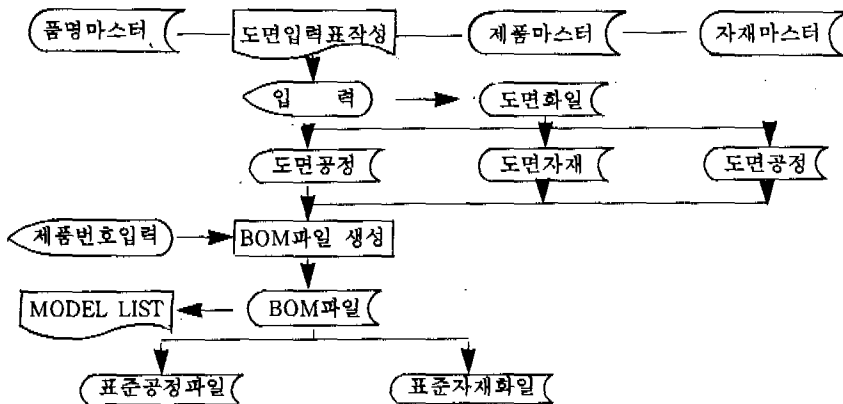 품명마스터 도면입력표작성 제품마스터 자재마스터
입 력 도면화일
도면공정 도면자재 도면공정
제품번호입력 BOM파일 생성
MODEL LIST BOM파일
표준공정파일 표준자재화일